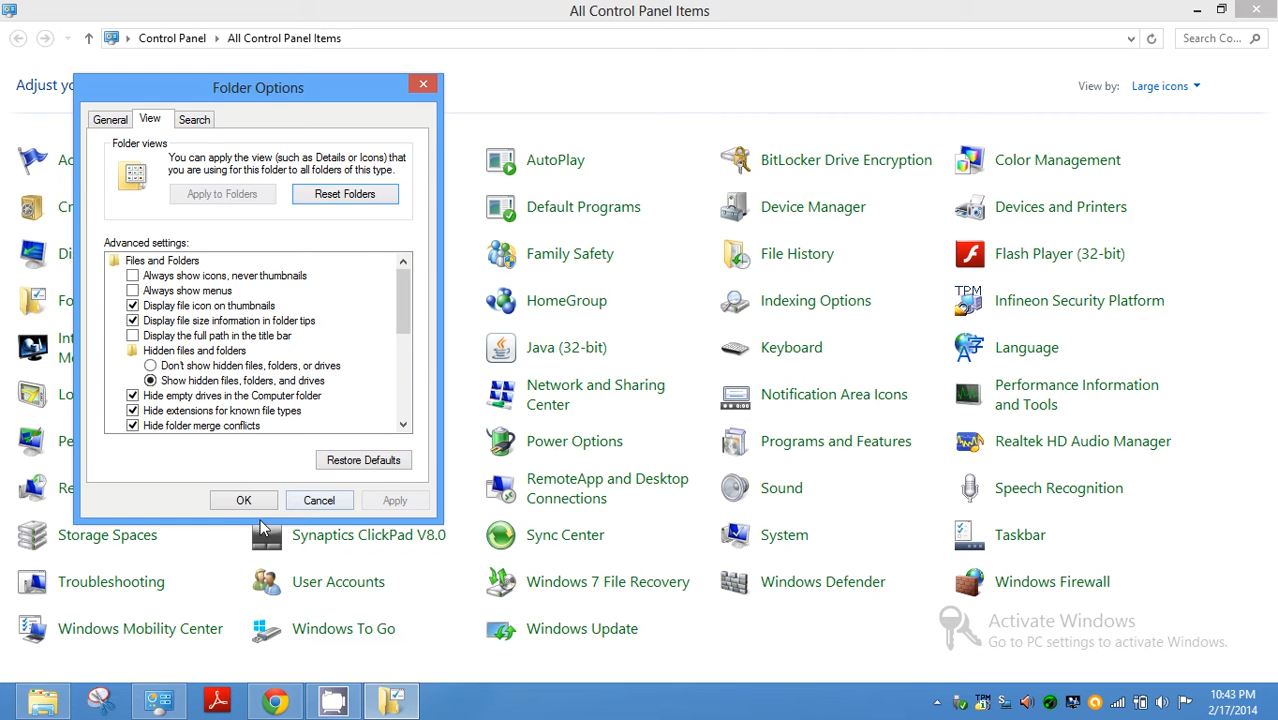 All Control Panel Items
Control Panel
All Control Panel Items
Search Co...
Adjust yo
View by:
Large icons
Folder Options
General
View
Search
Folder views
You can apply the view (such as Details or Icons) that
you are using for this folder to all folders of this type.
Apply to Folders
Reset Folders
Advanced settings:
Files and Folders
Always show icons, never thumbnails
Always show menus
Display file icon on thumbnails
Display file size information in folder tips
Display the full path in the title bar
Hidden files and folders
Don't show hidden files, folders, or drives
Show hidden files, folders, and drives
Hide empty drives in the Computer folder
Hide extensions for known file types
Hide folder merge conflicts
Restore Defaults
OK
Cancel
Apply
Ac
AutoPlay
BitLocker Drive Encryption
Color Management
Cr
Default Programs
Device Manager
Devices and Printers
Di
Family Safety
File History
Flash Player (32-bit)
Fo
HomeGroup
Indexing Options
TPM
Infineon Security Platform
Int
M
Java (32-bit)
Keyboard
Language
Lo
Network and Sharing
Center
Notification Area Icons
Performance Information
and Tools
Pe
Power Options
Programs and Features
Realtek HD Audio Manager
Re
RemoteApp and Desktop
Connections
Sound
Speech Recognition
Storage Spaces
Synaptics ClickPad V8.0
Sync Center
System
Taskbar
Troubleshooting
User Accounts
Windows 7 File Recovery
Windows Defender
Windows Firewall
Windows Mobility Center
Windows To Go
Windows Update
Activate Windows
Go to PC settings to activate Windows.
TPM
10:43 PM
2/17/2014